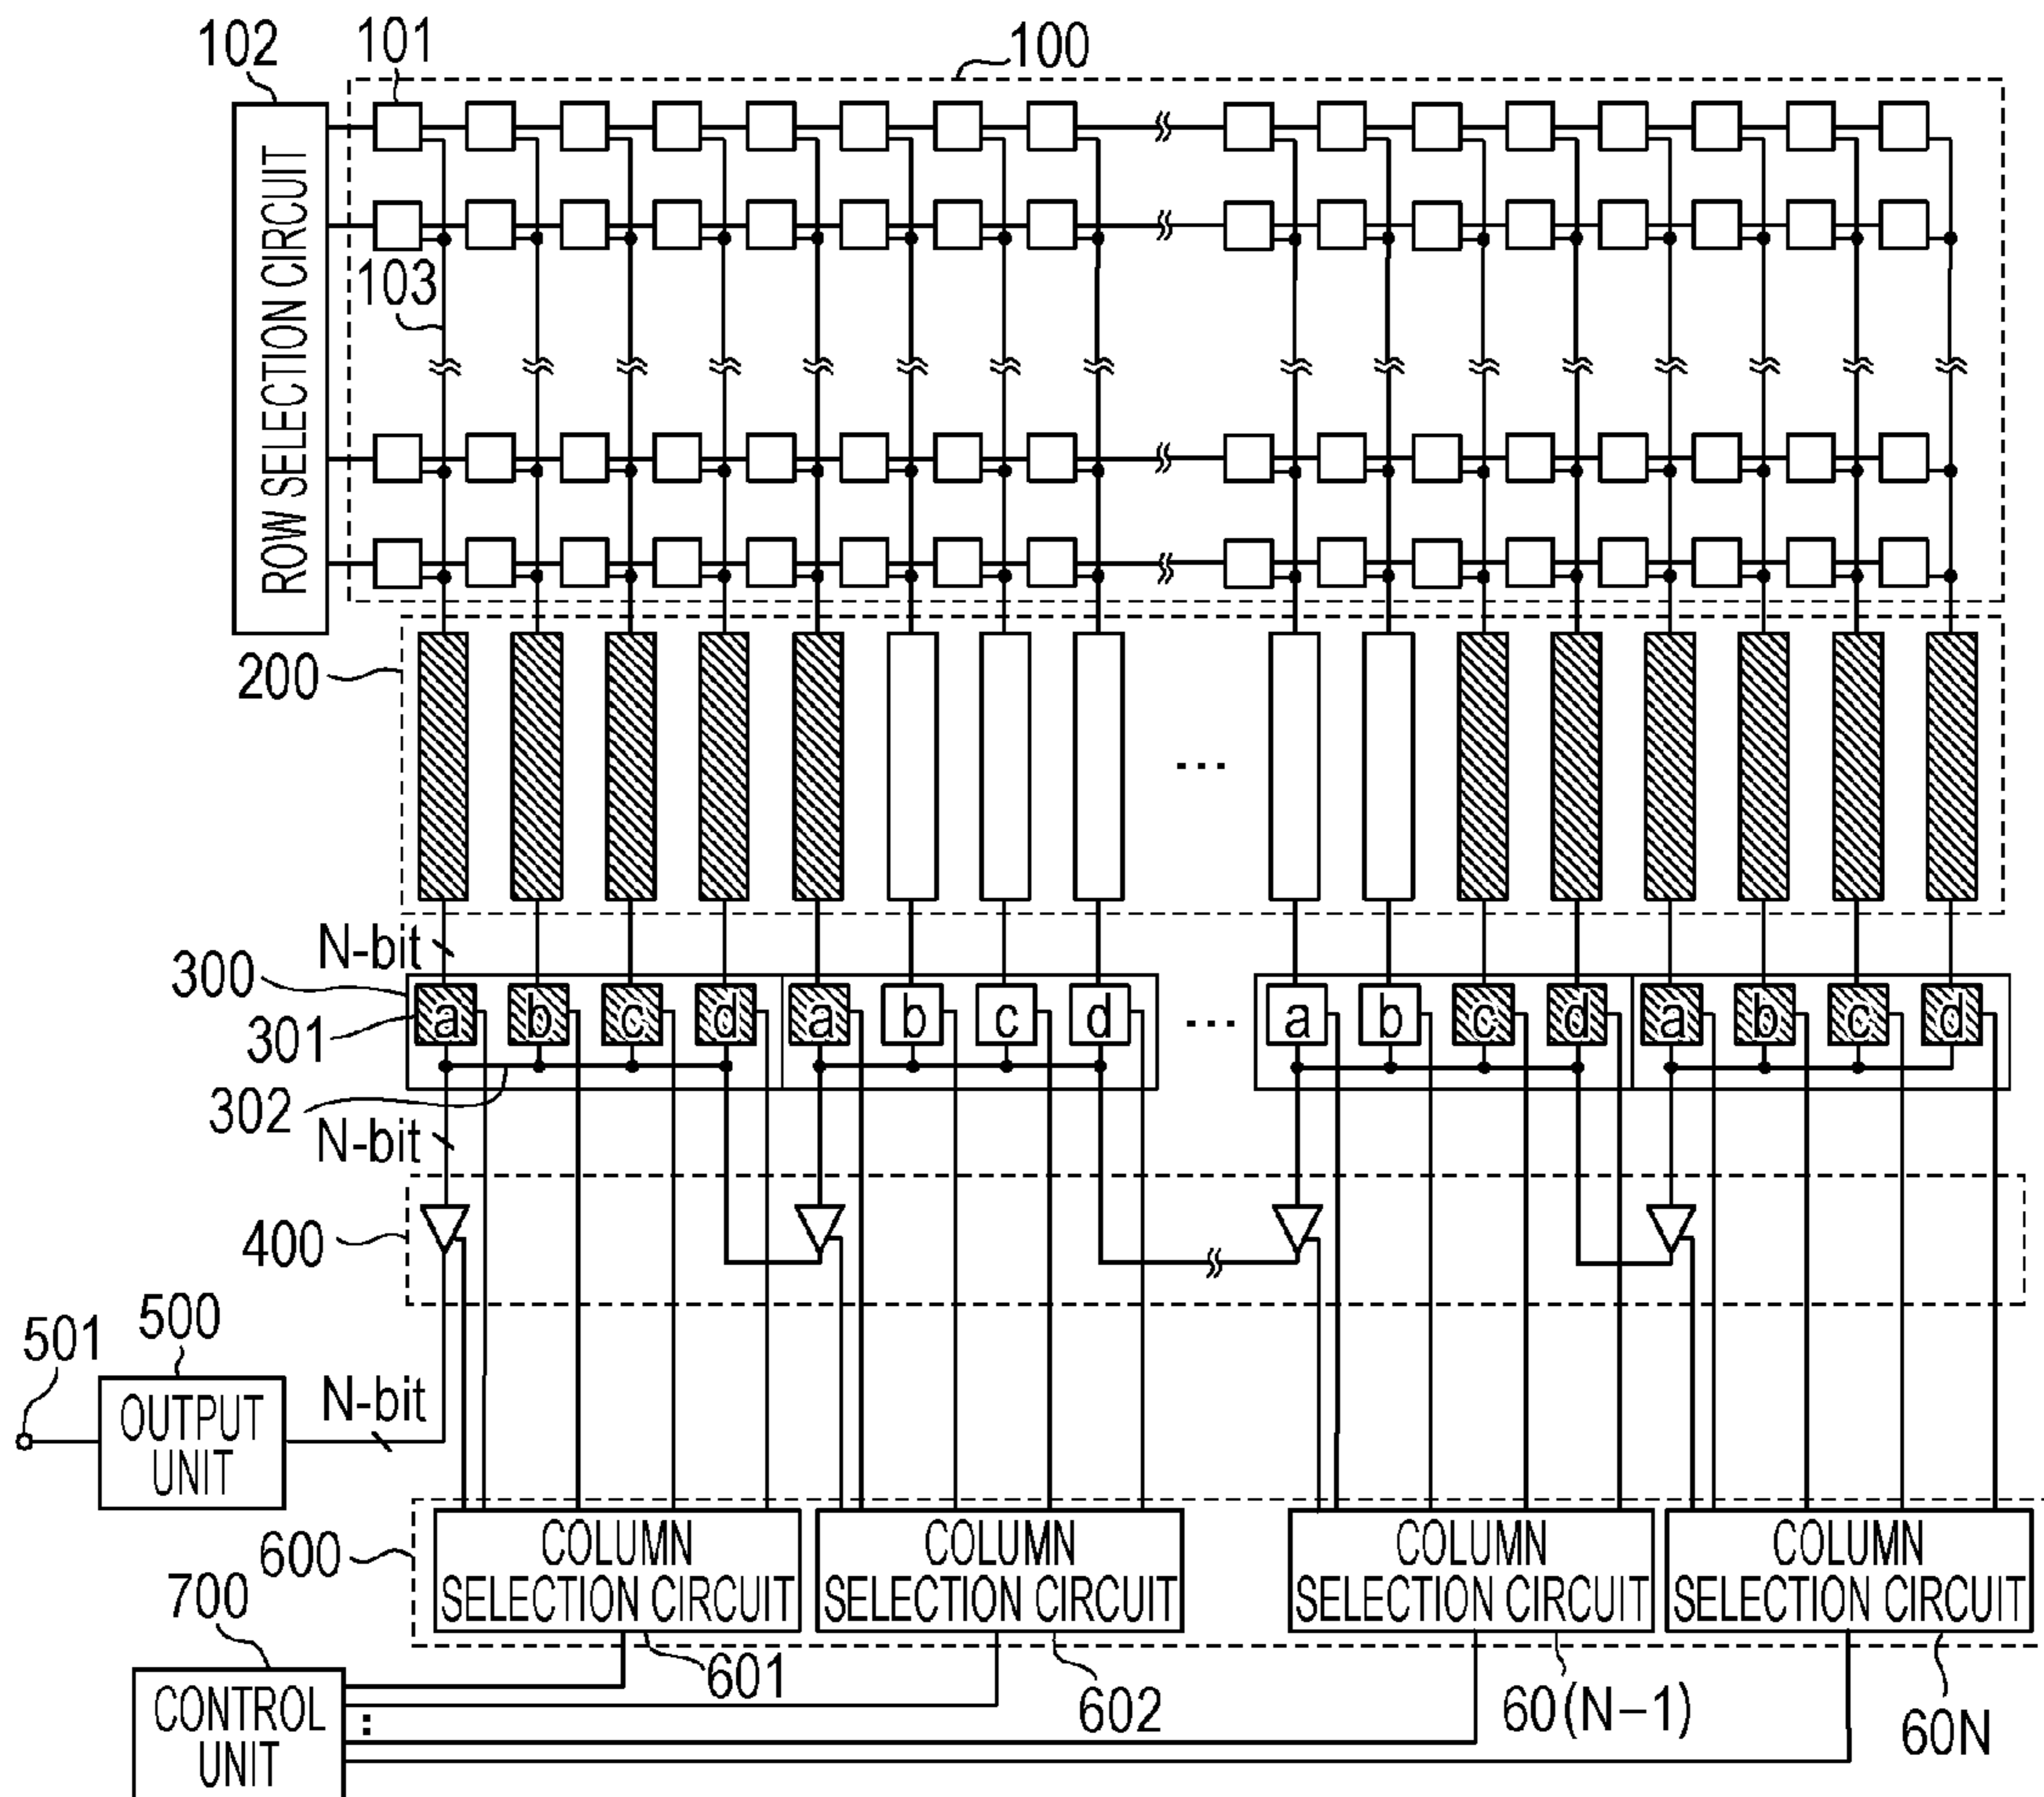 102
101
100
ROW SELECTION CIRCUIT
103
200
...
N-bit
300
a b c d a b c d ... a b c d a b c d
301
302
N-bit
400
500
501
OUTPUT
UNIT
N-bit
600
COLUMN
SELECTION CIRCUIT
COLUMN
SELECTION CIRCUIT
COLUMN
SELECTION CIRCUIT
COLUMN
SELECTION CIRCUIT
700
601
602
60(N−1)
60N
CONTROL
UNIT
: